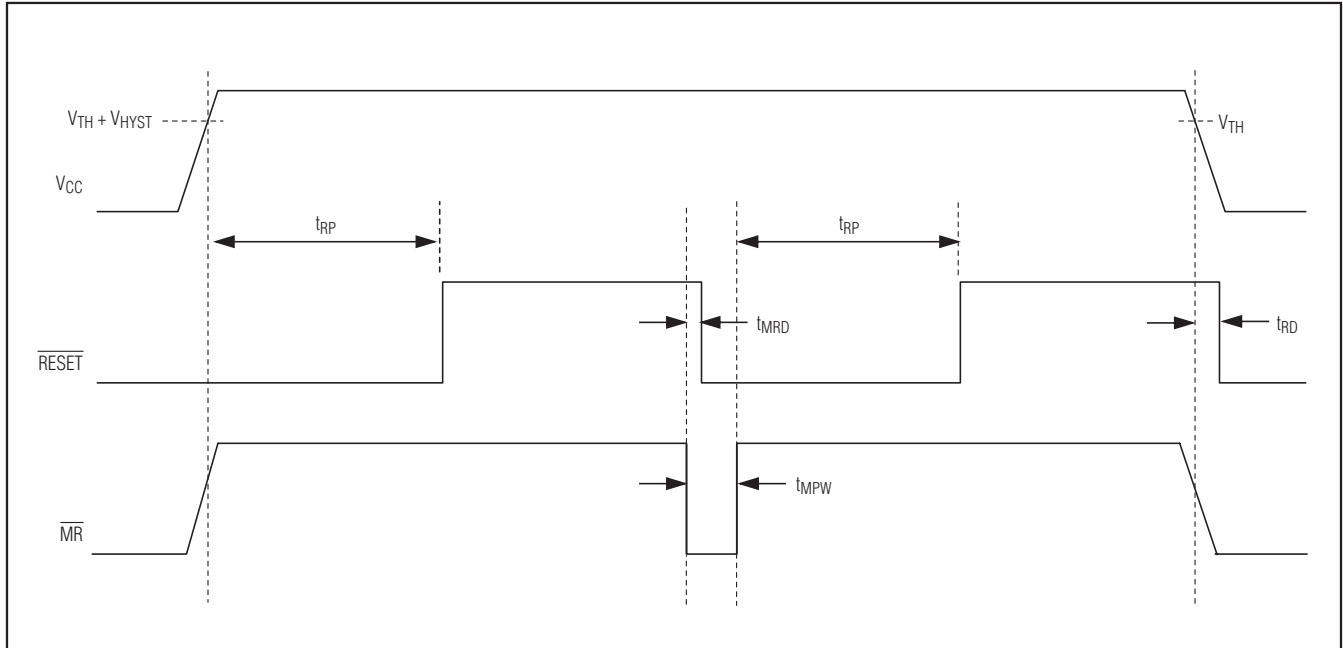 VTH + VHYST
VTH
VCC
tRP
tRP
tMRD
tRD
RESET
tMPW
MR